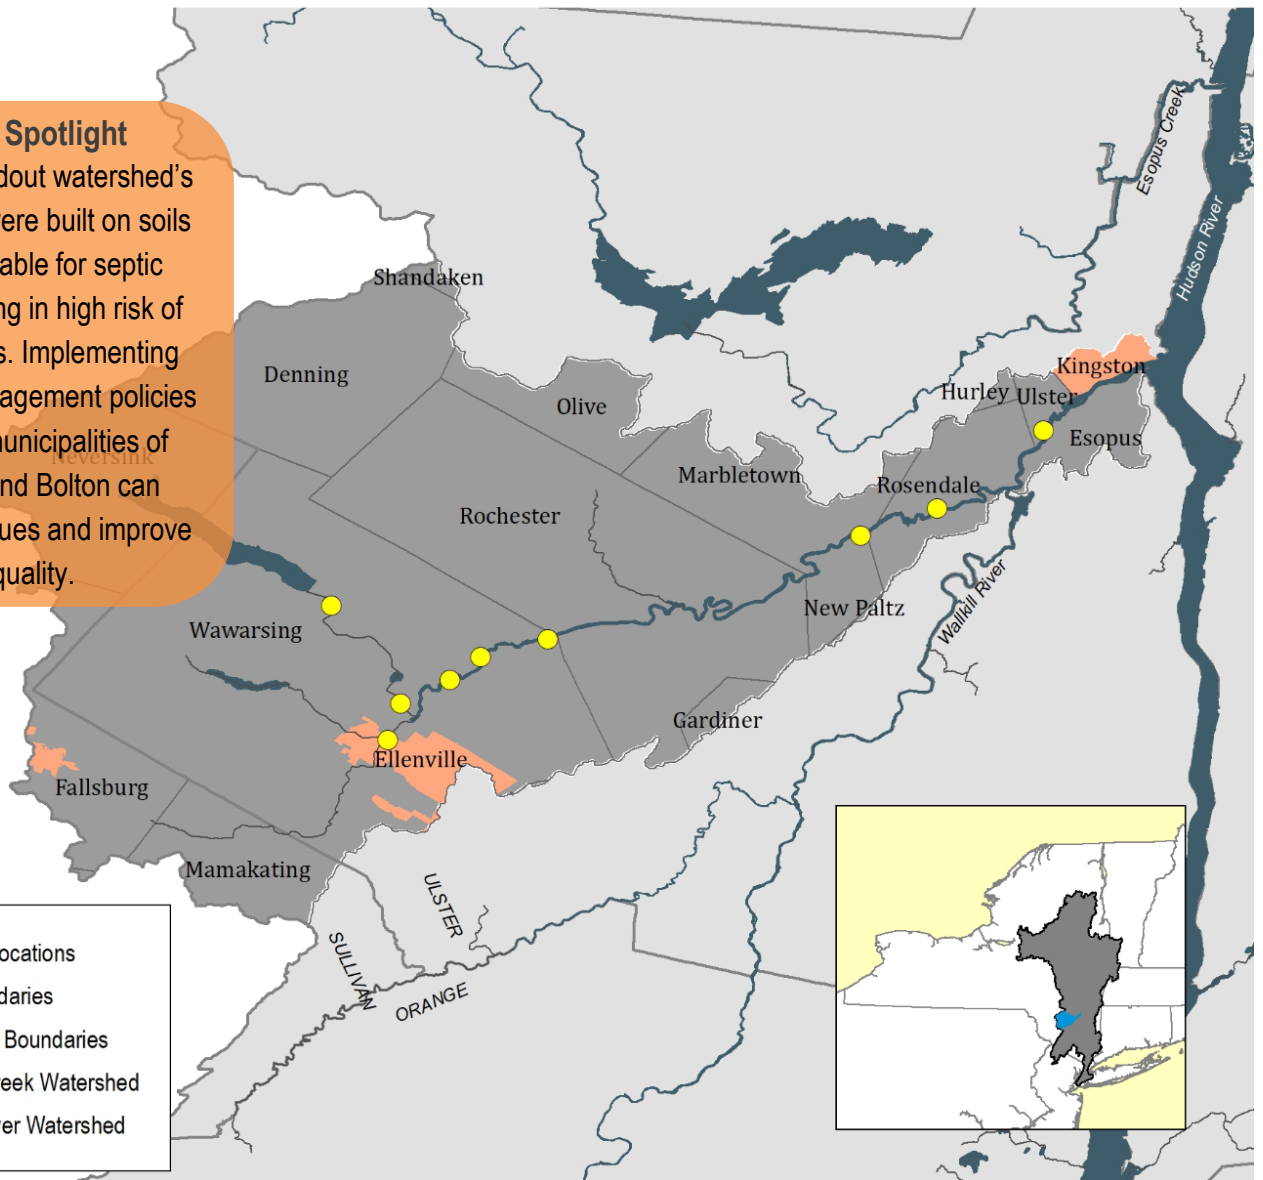 Spotlight
dout watershed's
ere built on soils
able for septic
ng in high risk of
s. Implementing
agement policies
unicipalities of
nd Bolton can
ues and improve
quality.
Neversink
Shandaken
Denning
Olive
Hurley
Ulster
Kingston
Esopus
Marbletown
Rosendale
Rochester
New Paltz
Wawarsing
Gardiner
Ellenville
Fallsburg
Mamakating
Esopus Creek
Hudson River
Wallkill River
ULSTER
SULLIVAN
ORANGE
ocations
daries
Boundaries
reek Watershed
er Watershed